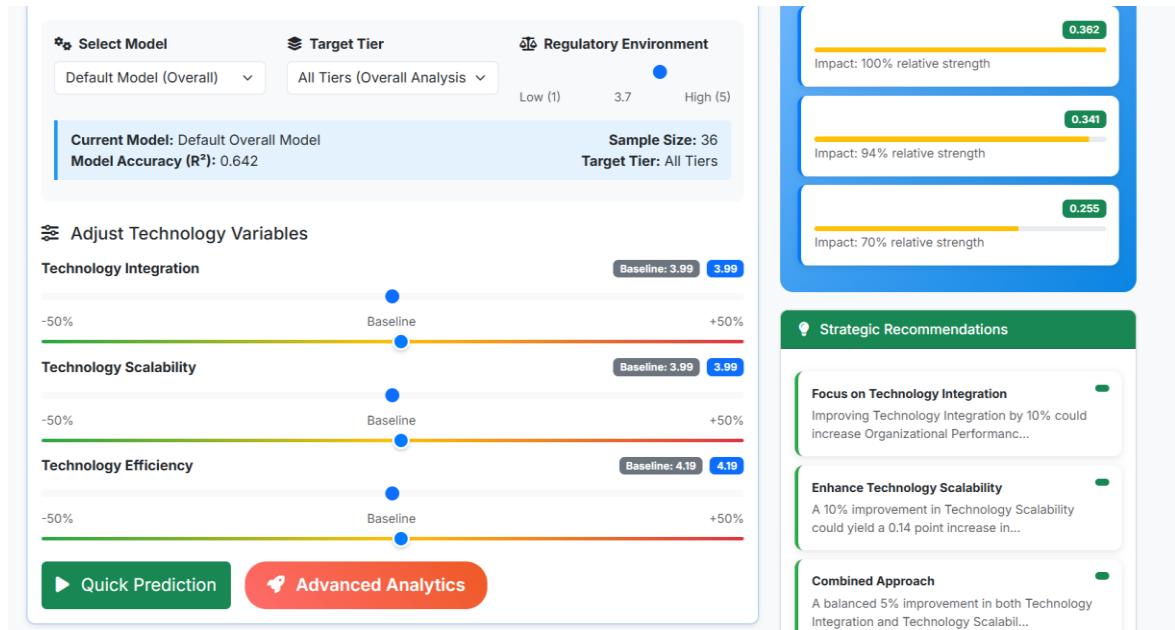 Select Model
Target Tier
Regulatory Environment
Default Model (Overall)
All Tiers (Overall Analysis
Low (1)
3.7
High (5)
Current Model: Default Overall Model
Sample Size: 36
Model Accuracy (R²): 0.642
Target Tier: All Tiers
Adjust Technology Variables
Technology Integration
Baseline: 3.99
3.99
-50%
Baseline
+50%
Technology Scalability
Baseline: 3.99
3.99
-50%
Baseline
+50%
Technology Efficiency
Baseline: 4.19
4.19
-50%
Baseline
+50%
Quick Prediction
Advanced Analytics
0.362
Impact: 100% relative strength
0.341
Impact: 94% relative strength
0.255
Impact: 70% relative strength
Strategic Recommendations
Focus on Technology Integration
Improving Technology Integration by 10% could
increase Organizational Performanc...
Enhance Technology Scalability
A 10% improvement in Technology Scalability
could yield a 0.14 point increase in...
Combined Approach
A balanced 5% improvement in both Technology
Integration and Technology Scalabil...